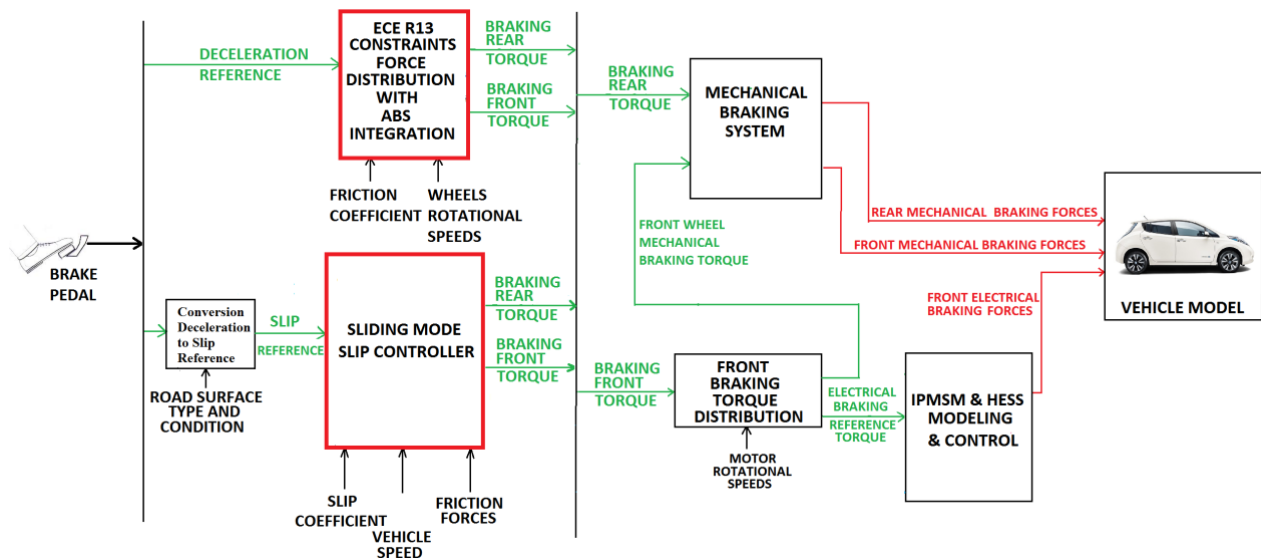 ECE R13
CONSTRAINTS
FORCE
DISTRIBUTION
WITH
ABS
INTEGRATION
DECELERATION
REFERENCE
BRAKING
REAR
TORQUE
BRAKING
FRONT
TORQUE
FRICTION
COEFFICIENT
WHEELS
ROTATIONAL
SPEEDS
BRAKE
PEDAL
Conversion
Deceleration
to Slip
Reference
ROAD SURFACE
TYPE AND
CONDITION
SLIP
REFERENCE
SLIDING MODE
SLIP CONTROLLER
SLIP
COEFFICIENT
VEHICLE
SPEED
FRICTION
FORCES
BRAKING
REAR
TORQUE
BRAKING
FRONT
TORQUE
BRAKING
REAR
TORQUE
MECHANICAL
BRAKING
SYSTEM
FRONT WHEEL
MECHANICAL
BRAKING TORQUE
BRAKING
FRONT
TORQUE
FRONT
BRAKING
TORQUE
DISTRIBUTION
MOTOR
ROTATIONAL
SPEEDS
ELECTRICAL
BRAKING
REFERENCE
TORQUE
IPMSM & HESS
MODELING
& CONTROL
REAR MECHANICAL BRAKING FORCES
FRONT MECHANICAL BRAKING FORCES
FRONT ELECTRICAL
BRAKING FORCES
VEHICLE MODEL